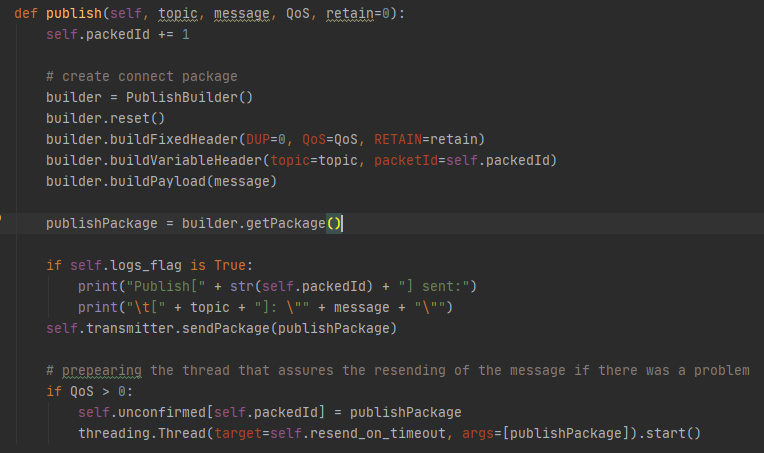 def publish(self, topic, message, QoS, retain=0):
    self.packedId += 1
    # create connect package
    builder = PublishBuilder()
    builder.reset()
    builder.buildFixedHeader(DUP=0, QoS=QoS, RETAIN=retain)
    builder.buildVariableHeader(topic=topic, packetId=self.packedId)
    builder.buildPayload(message)
    publishPackage = builder.getPackage()
    if self.logs_flag is True:
        print("Publish[" + str(self.packedId) + "] sent:")
        print("\t[" + topic + "]: \"" + message + "\"")
    self.transmitter.sendPackage(publishPackage)
    # prepearing the thread that assures the resending of the message if there was a problem
    if QoS > 0:
        self.unconfirmed[self.packedId] = publishPackage
        threading.Thread(target=self.resend_on_timeout, args=[publishPackage]).start()